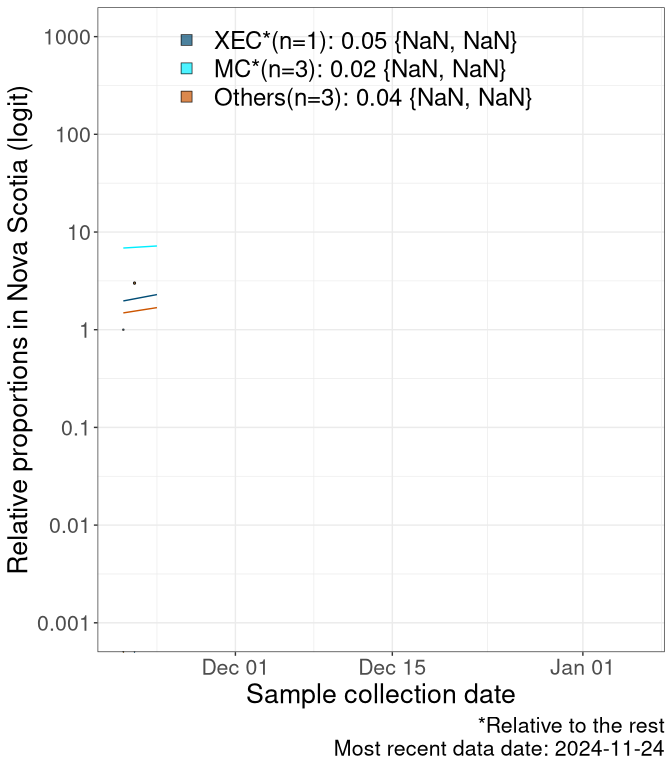 XEC*(n=1): 0.05 {NaN, NaN}
MC*(n=3): 0.02 {NaN, NaN}
Others(n=3): 0.04 {NaN, NaN}
Relative proportions in Nova Scotia (logit)
1000
100
10
1
0.1
0.01
0.001
Dec 01 Dec 15 Jan 01
Sample collection date
*Relative to the rest
Most recent data date: 2024-11-24